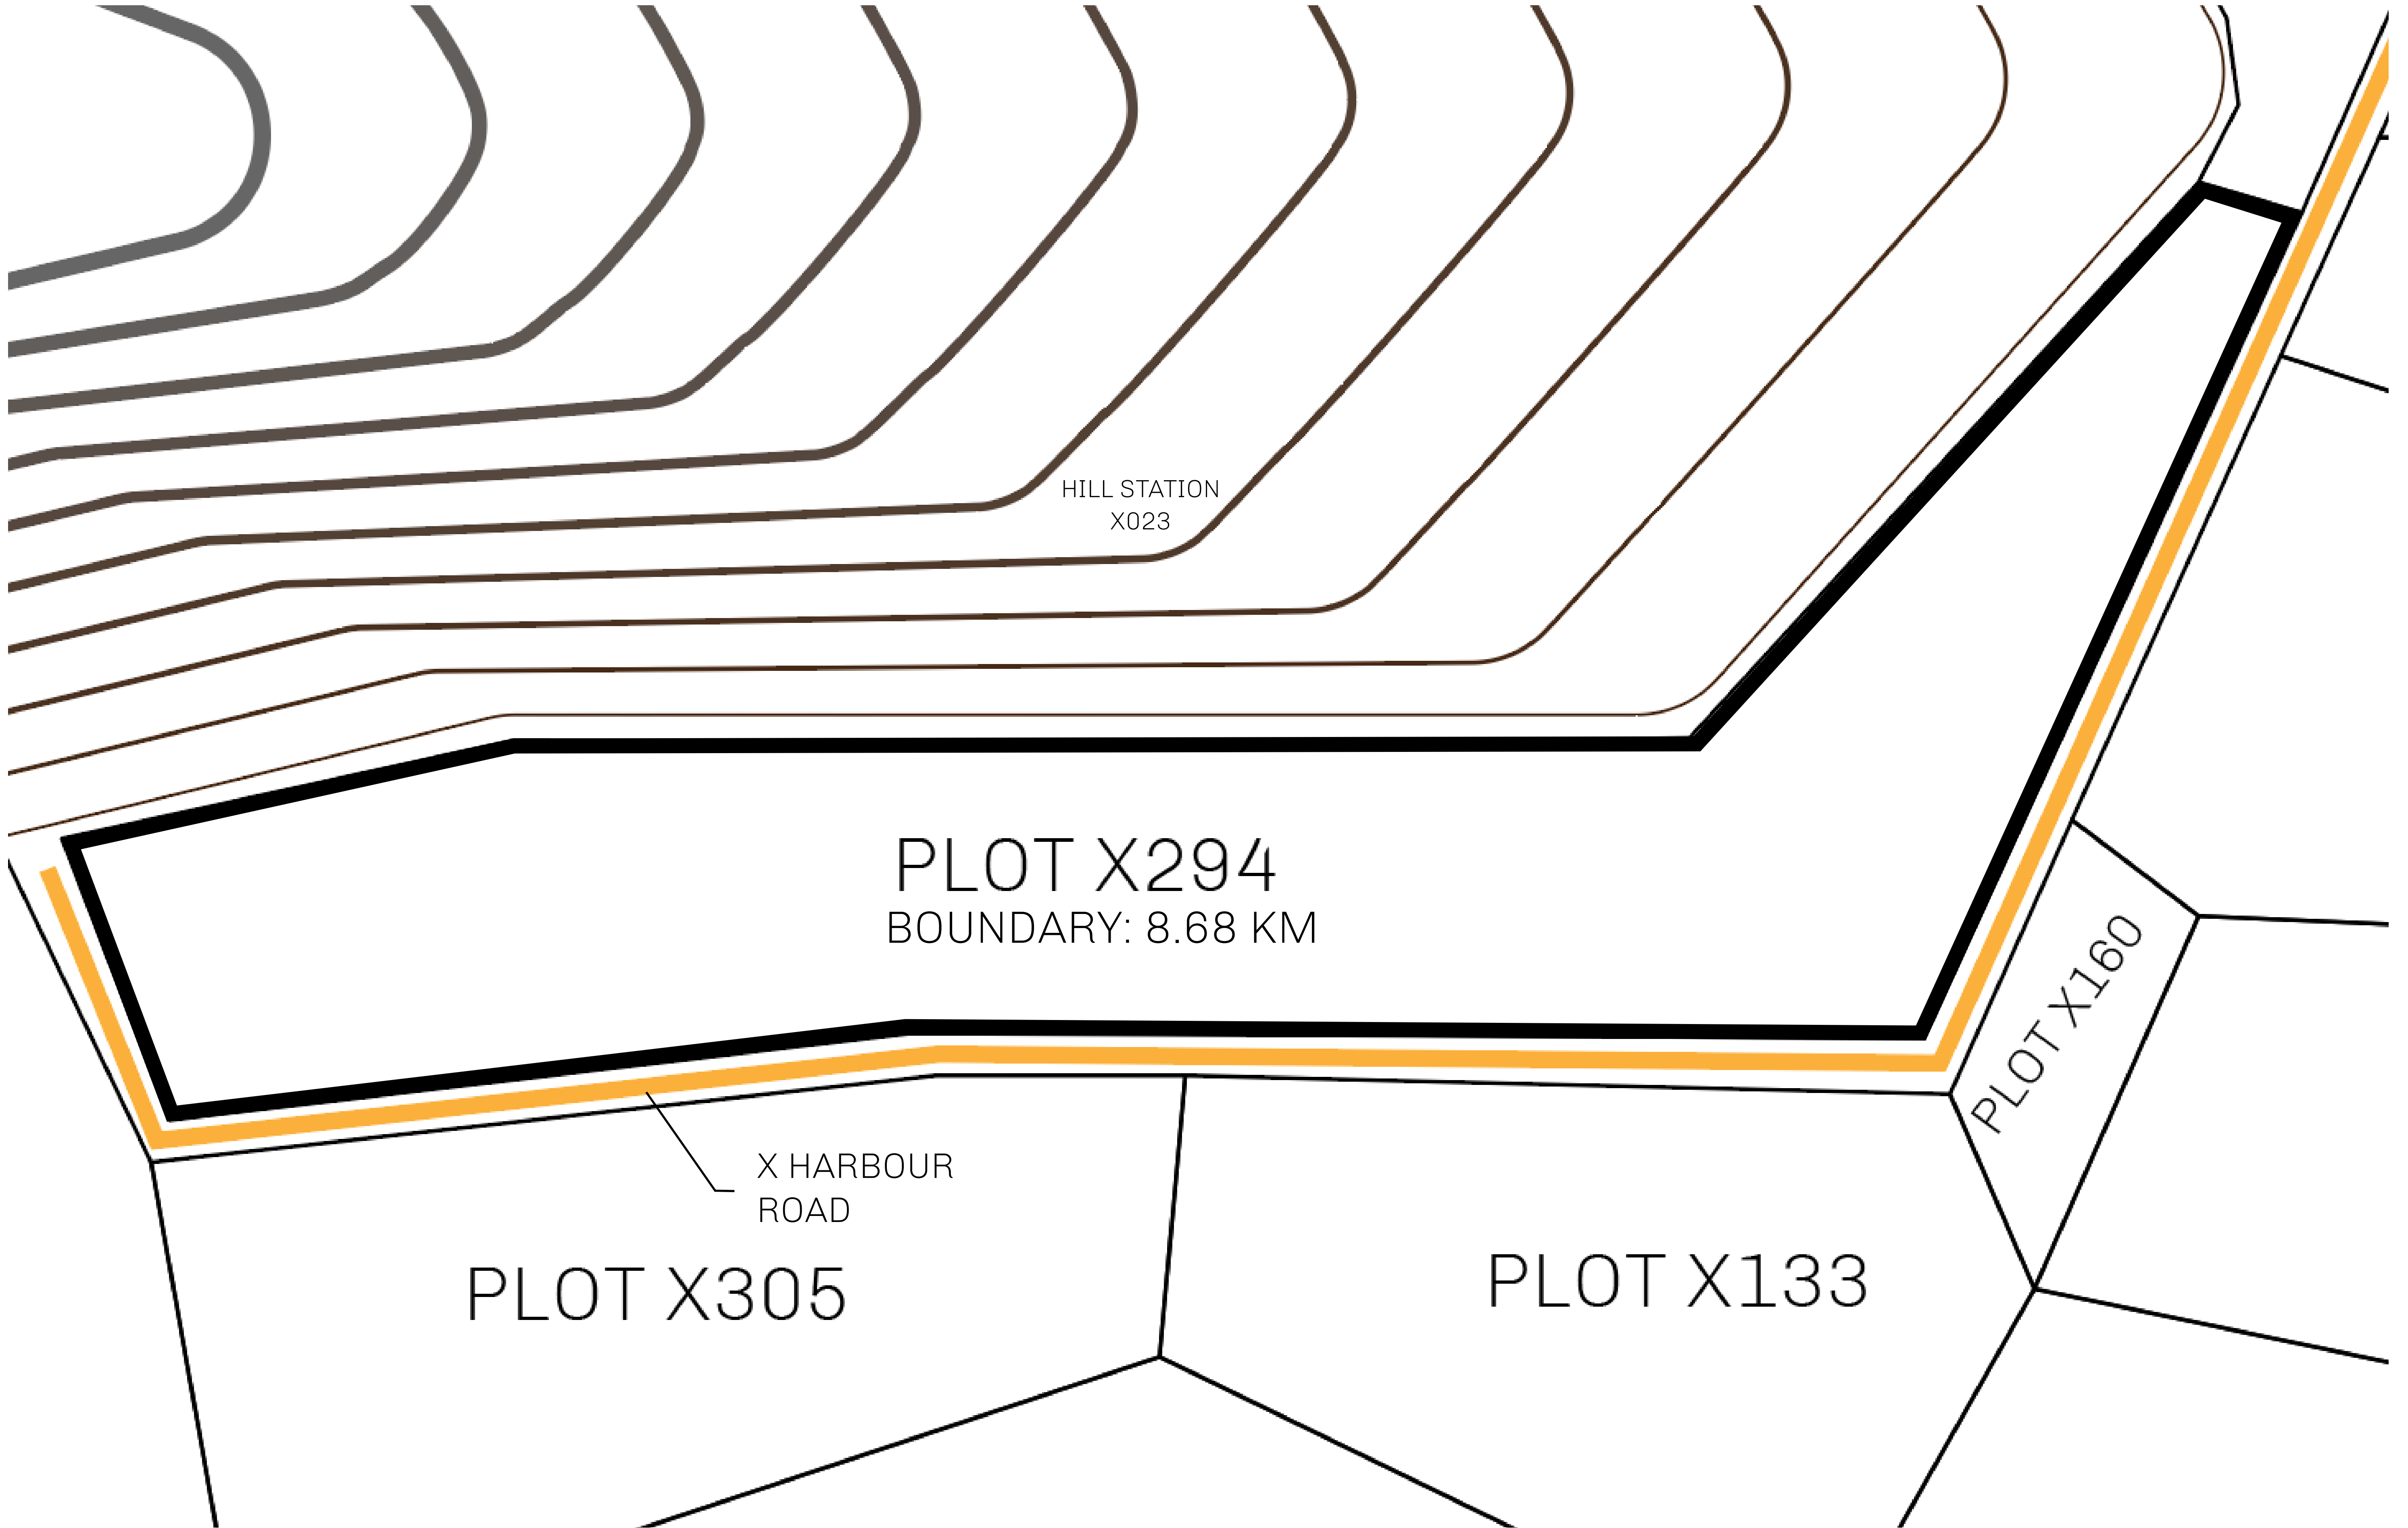 HILL STATION
X023
PLOT X294
BOUNDARY: 8.68 KM
PLOT X160
X HARBOUR
ROAD
PLOT X305
PLOT X133